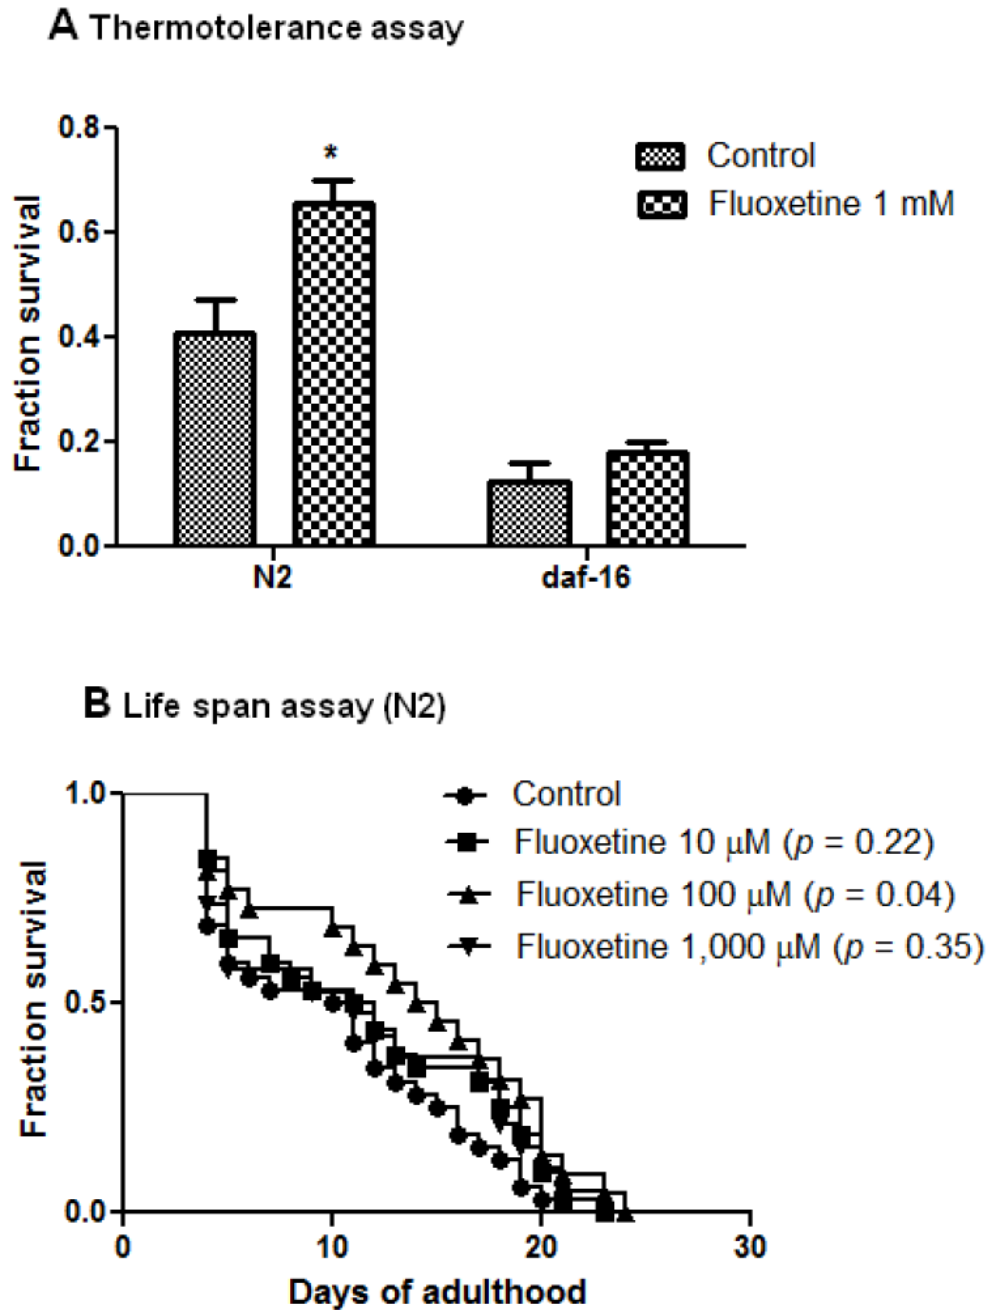 A Thermotolerance assay
0.8
0.6
0.4
0.2
0.0
Fraction survival
*
Control
Fluoxetine 1 mM
N2
daf-16
B Life span assay (N2)
1.0
0.5
0.0
Fraction survival
Control
Fluoxetine 10 μM (p = 0.22)
Fluoxetine 100 μM (p = 0.04)
Fluoxetine 1,000 μM (p = 0.35)
0 10 20 30
Days of adulthood